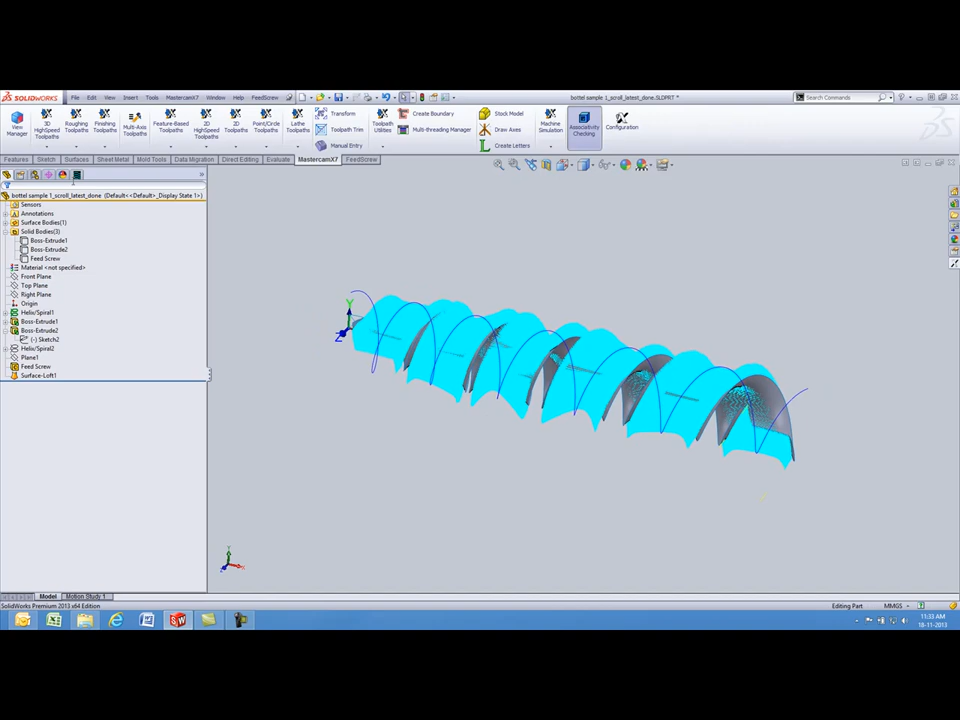 SOLIDWORKS File Edit View Insert Tools MastercamX7 Window Help FeedScrew bottel sample 1_scroll_letest_done.SLDPRT * Search Commands
View Manager
3D HighSpeed Toolpaths
Roughing Toolpaths
Finishing Toolpaths
Multi-Axis Toolpaths
Feature-Based Toolpaths
2D HighSpeed Toolpaths
2D Toolpaths
Point/Circle Toolpaths
Lathe Toolpaths
Transform
Toolpath Trim
Manual Entry
Toolpath Utilities
Create Boundary
Multi-threading Manager
Stock Model
Draw Axes
Create Letters
Machine Simulation
Associativity Checking
Configuration
Features Sketch Surfaces Sheet Metal Mold Tools Data Migration Direct Editing Evaluate MastercamX7 FeedScrew
bottel sample 1_scroll_latest_done (Default<<Default>_Display State 1>)
Sensors
Annotations
Surface Bodies(1)
Solid Bodies(3)
Boss-Extrude1
Boss-Extrude2
Feed Screw
Material <not specified>
Front Plane
Top Plane
Right Plane
Origin
Helix/Spiral1
Boss-Extrude1
Boss-Extrude2
(-) Sketch2
Helix/Spiral2
Plane1
Feed Screw
Surface-Loft1
Y
Z
Model Motion Study 1
SolidWorks Premium 2013 x64 Edition Editing Part MMGS
11:33 AM
18-11-2013